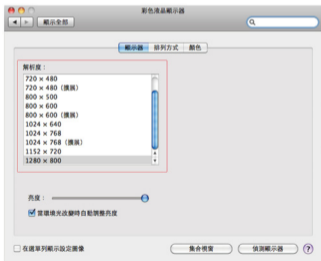 彩色液晶顯示器
顯示全部
顯示器 排列方式 顏色
解析度：
720 × 480
720 × 480（擴展）
800 × 500
800 × 600
800 × 600（擴展）
1024 × 640
1024 × 768
1024 × 768（擴展）
1152 × 720
1280 × 800
亮度：
當環境光改變時自動調整亮度
在選單列顯示設定圖像
集合視窗 偵測顯示器 ?